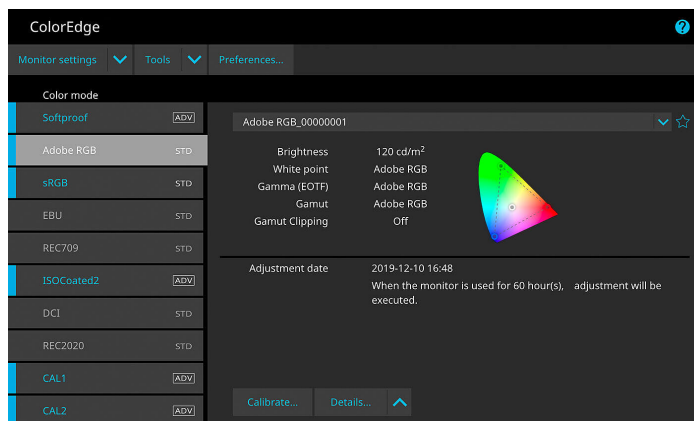 ColorEdge
?
Monitor settings Tools Preferences...
Color mode
Softproof ADV
Adobe RGB STD
sRGB STD
EBU STD
REC709 STD
ISOCoated2 ADV
DCI STD
REC2020 STD
CAL1 ADV
CAL2 ADV
Adobe RGB_00000001
Brightness 120 cd/m²
White point Adobe RGB
Gamma (EOTF) Adobe RGB
Gamut Adobe RGB
Gamut Clipping Off
Adjustment date 2019-12-10 16:48
When the monitor is used for 60 hour(s), adjustment will be
executed.
Calibrate... Details...